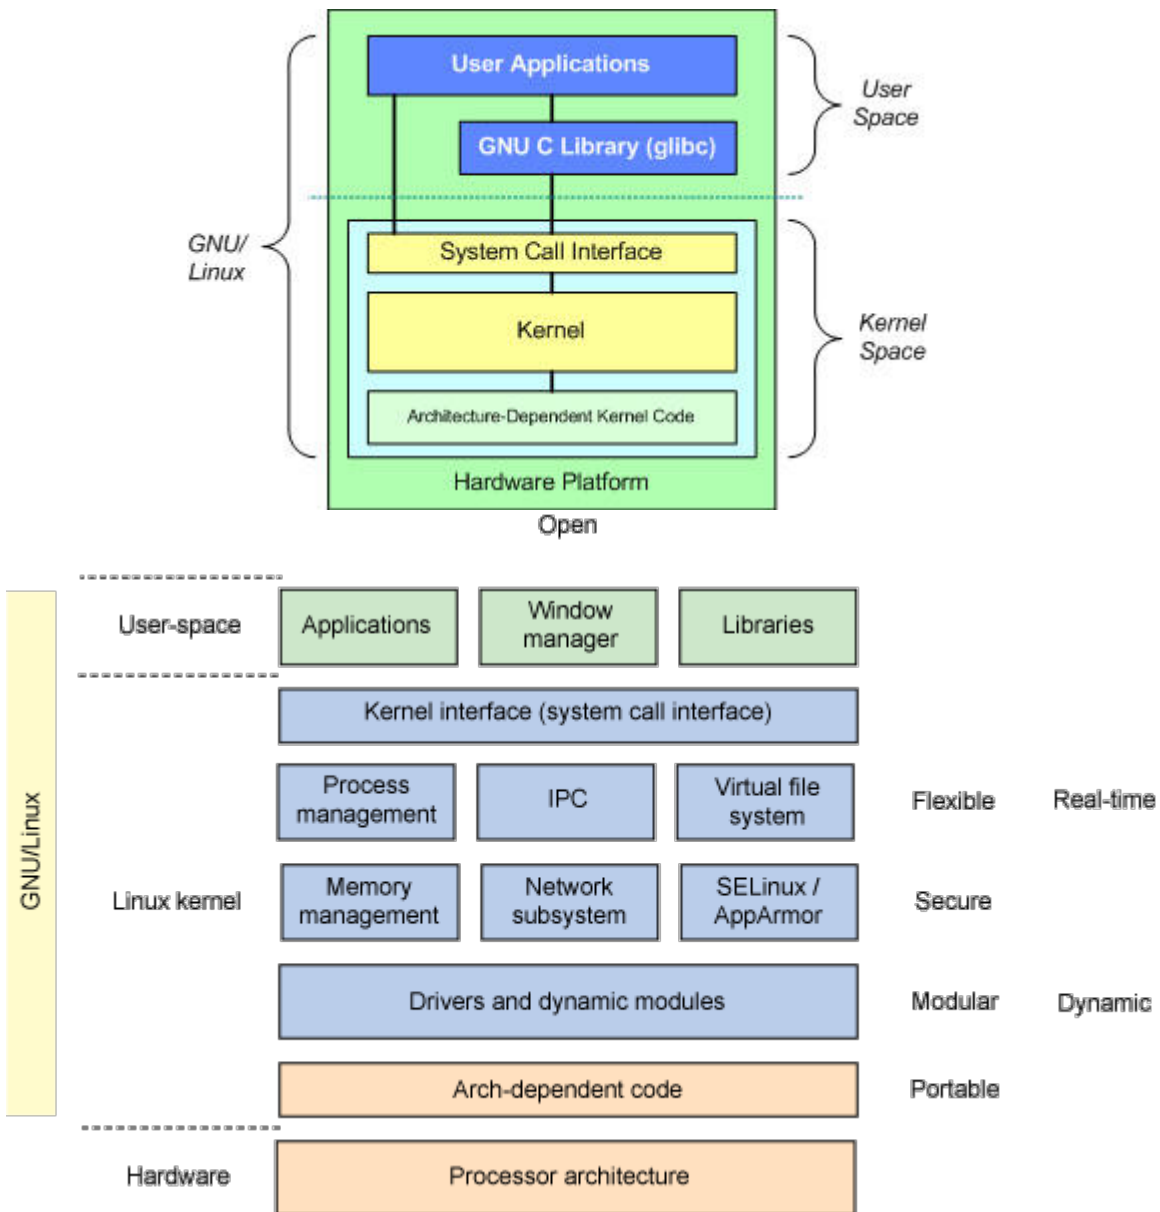 User Applications
User
Space
GNU C Library (glibc)
GNU/
Linux
System Call Interface
Kernel
Kernel
Space
Architecture-Dependent Kernel Code
Hardware Platform
Open
User-space
Applications
Window
manager
Libraries
Kernel interface (system call interface)
GNU/Linux
Linux kernel
Process
management
IPC
Virtual file
system
Flexible
Real-time
Memory
management
Network
subsystem
SELinux /
AppArmor
Secure
Drivers and dynamic modules
Modular
Dynamic
Arch-dependent code
Portable
Hardware
Processor architecture